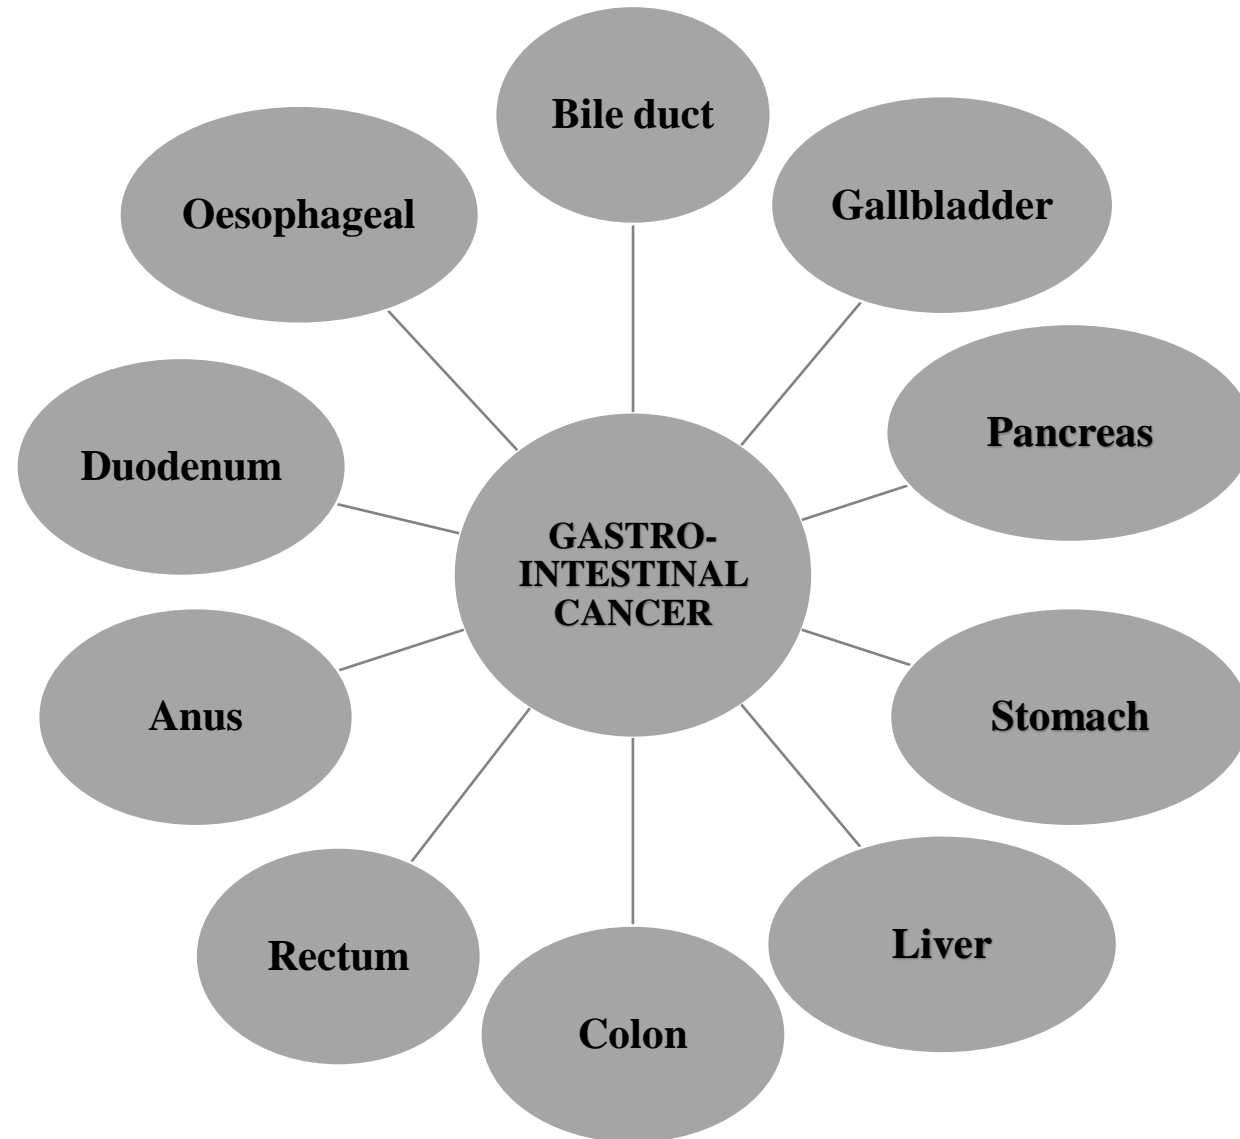 Bile duct
Gallbladder
Oesophageal
Pancreas
Duodenum
GASTRO-
INTESTINAL
CANCER
Anus
Stomach
Liver
Rectum
Colon